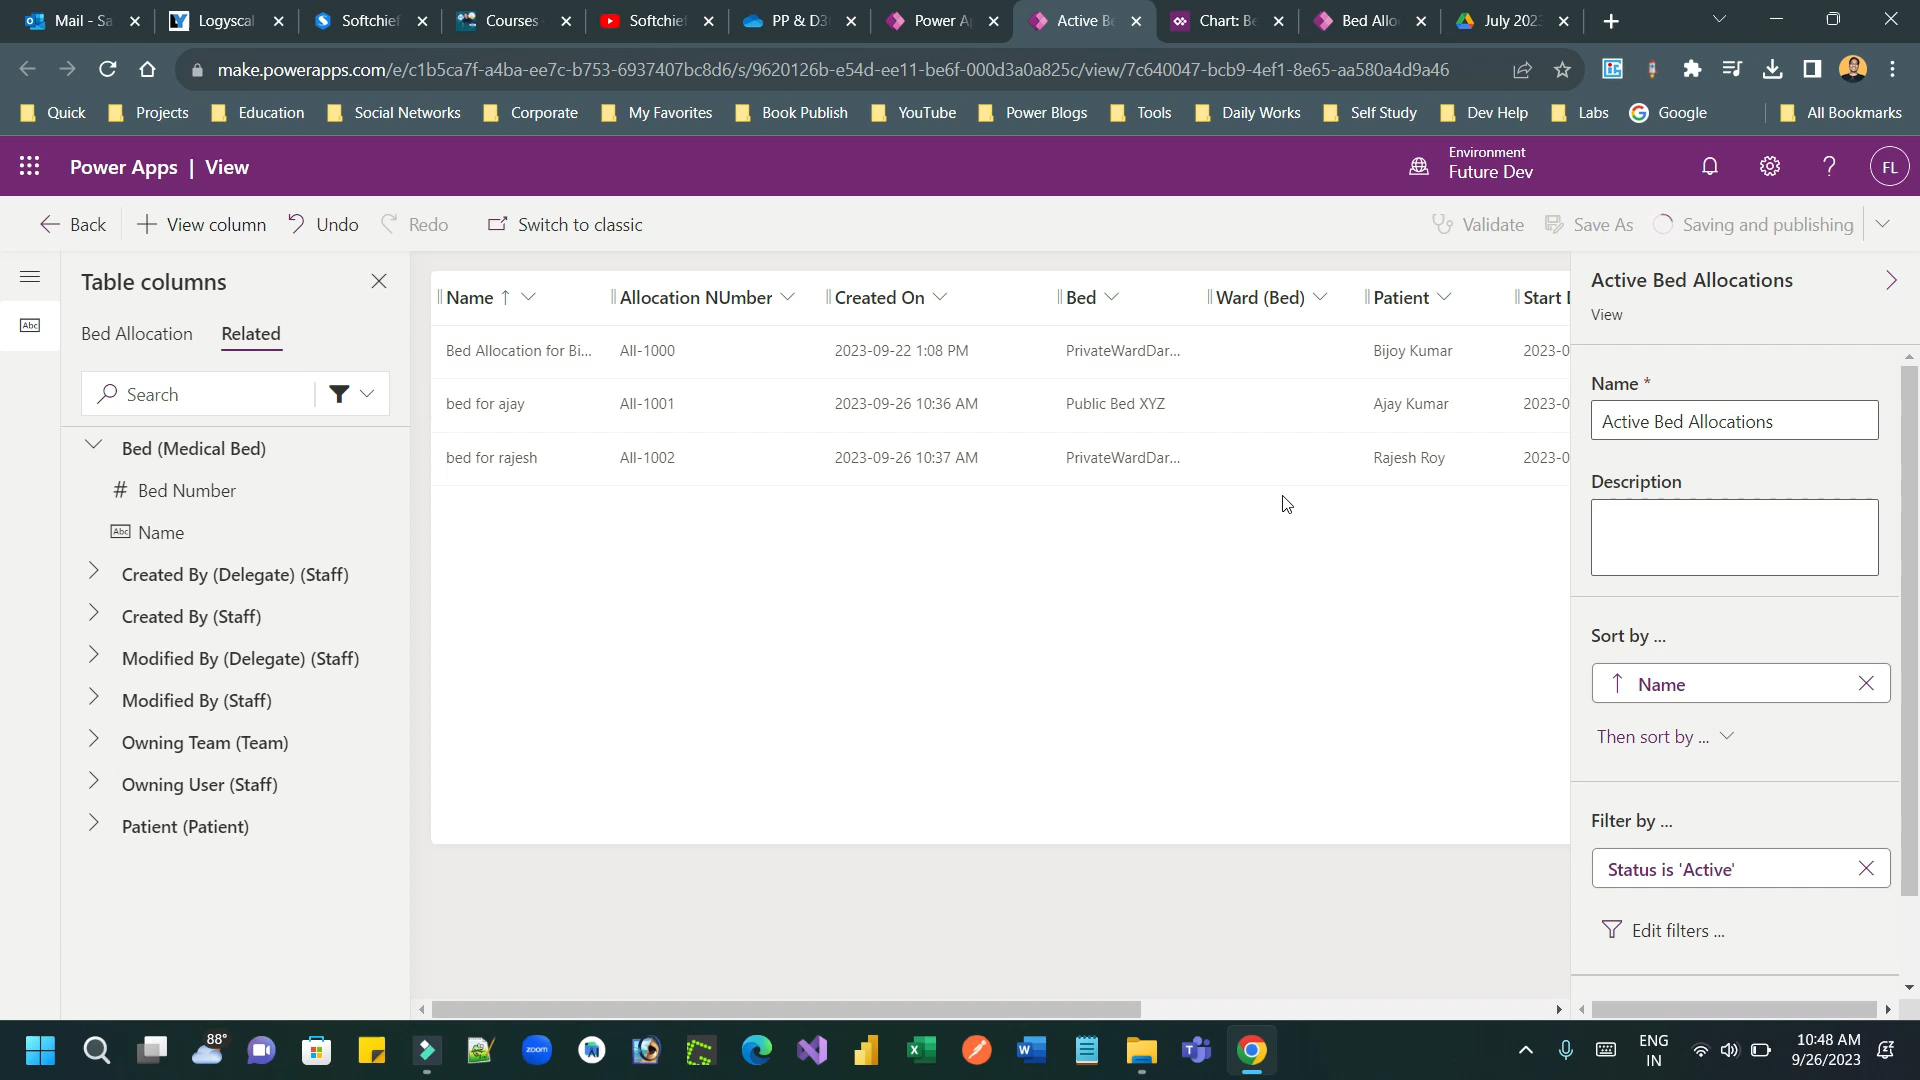 Mail - Sa
Logyscal
Softchief
Courses
Softchief
PP & D3
Power A
Active Be
Chart: Be
Bed Allo
July 202
make.powerapps.com/e/c1b5ca7f-a4ba-ee7c-b753-6937407bc8d6/s/9620126b-e54d-ee11-be6f-000d3a0a825c/view/7c640047-bcb9-4ef1-8e65-aa580a4d9a46
Quick
Projects
Education
Social Networks
Corporate
My Favorites
Book Publish
YouTube
Power Blogs
Tools
Daily Works
Self Study
Dev Help
Labs
Google
All Bookmarks
Power Apps | View
Environment
Future Dev
FL
Back
View column
Undo
Redo
Switch to classic
Validate
Save As
Saving and publishing
Table columns
Bed Allocation
Related
Search
Abc
Bed (Medical Bed)
# Bed Number
Abc Name
Created By (Delegate) (Staff)
Created By (Staff)
Modified By (Delegate) (Staff)
Modified By (Staff)
Owning Team (Team)
Owning User (Staff)
Patient (Patient)
Name ↑ Allocation NUmber Created On Bed Ward (Bed) Patient Start D
Bed Allocation for Bi... All-1000 2023-09-22 1:08 PM PrivateWardDar... Bijoy Kumar 2023-0
bed for ajay All-1001 2023-09-26 10:36 AM Public Bed XYZ Ajay Kumar 2023-0
bed for rajesh All-1002 2023-09-26 10:37 AM PrivateWardDar... Rajesh Roy 2023-0
Active Bed Allocations
View
Name *
Active Bed Allocations
Description
Sort by ...
↑ Name
Then sort by ...
Filter by ...
Status is 'Active'
Edit filters ...
88°
zoom
ENG
IN
10:48 AM
9/26/2023